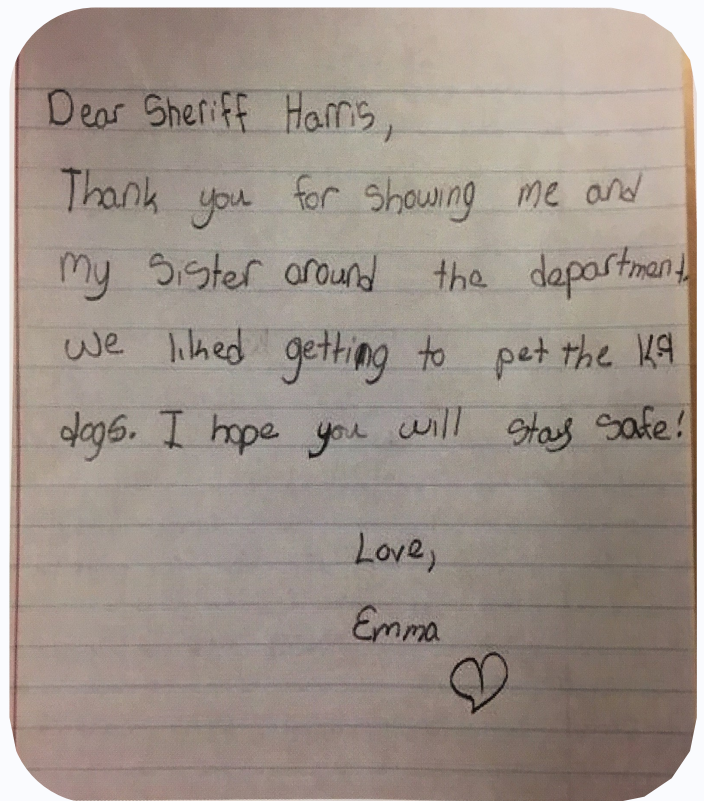 Dear Sheriff Harris,
Thank you for showing me and
my sister around the department.
We liked getting to pet the K9
dogs. I hope you will stay safe!
Love,
Emma